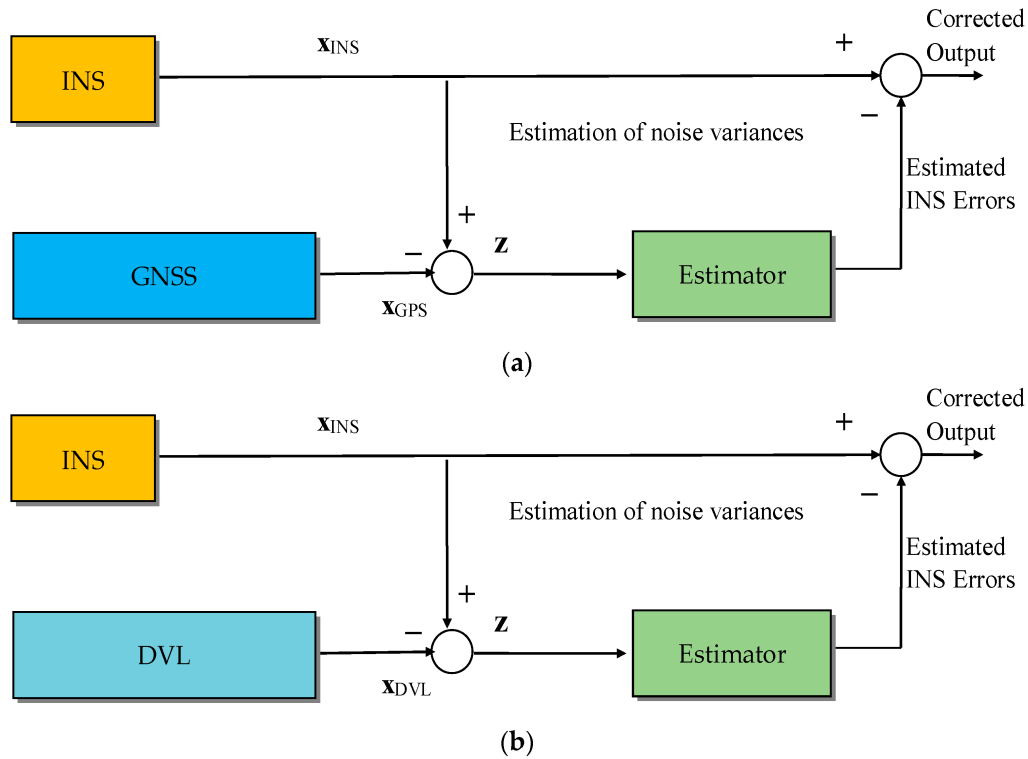 Corrected
Output
x_INS
+
INS
−
Estimation of noise variances
Estimated
INS Errors
+
−
z
GNSS
Estimator
x_GPS
(a)
Corrected
Output
x_INS
+
INS
−
Estimation of noise variances
Estimated
INS Errors
+
−
z
DVL
Estimator
x_DVL
(b)